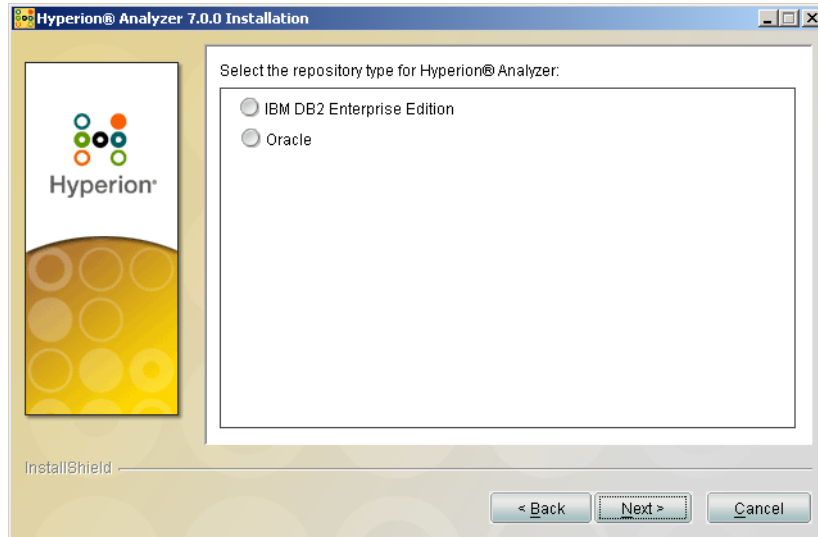 Hyperion® Analyzer 7.0.0 Installation
Select the repository type for Hyperion® Analyzer:
IBM DB2 Enterprise Edition
Oracle
Hyperion®
InstallShield
< Back
Next >
Cancel